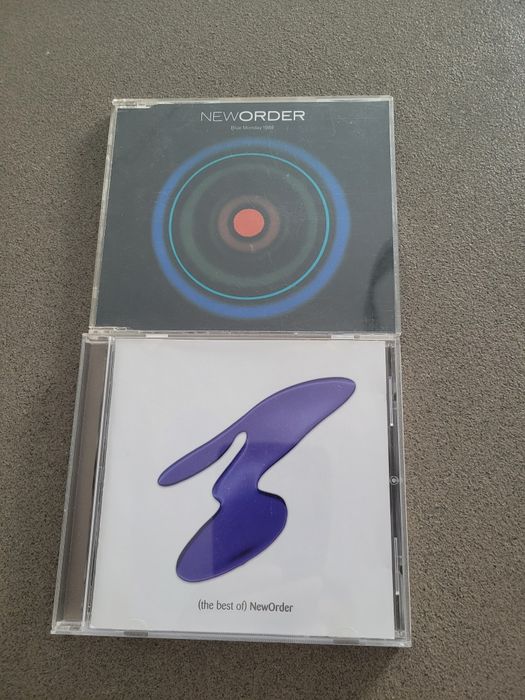 NEWORDER
Blue Monday 1988
(the best of) NewOrder